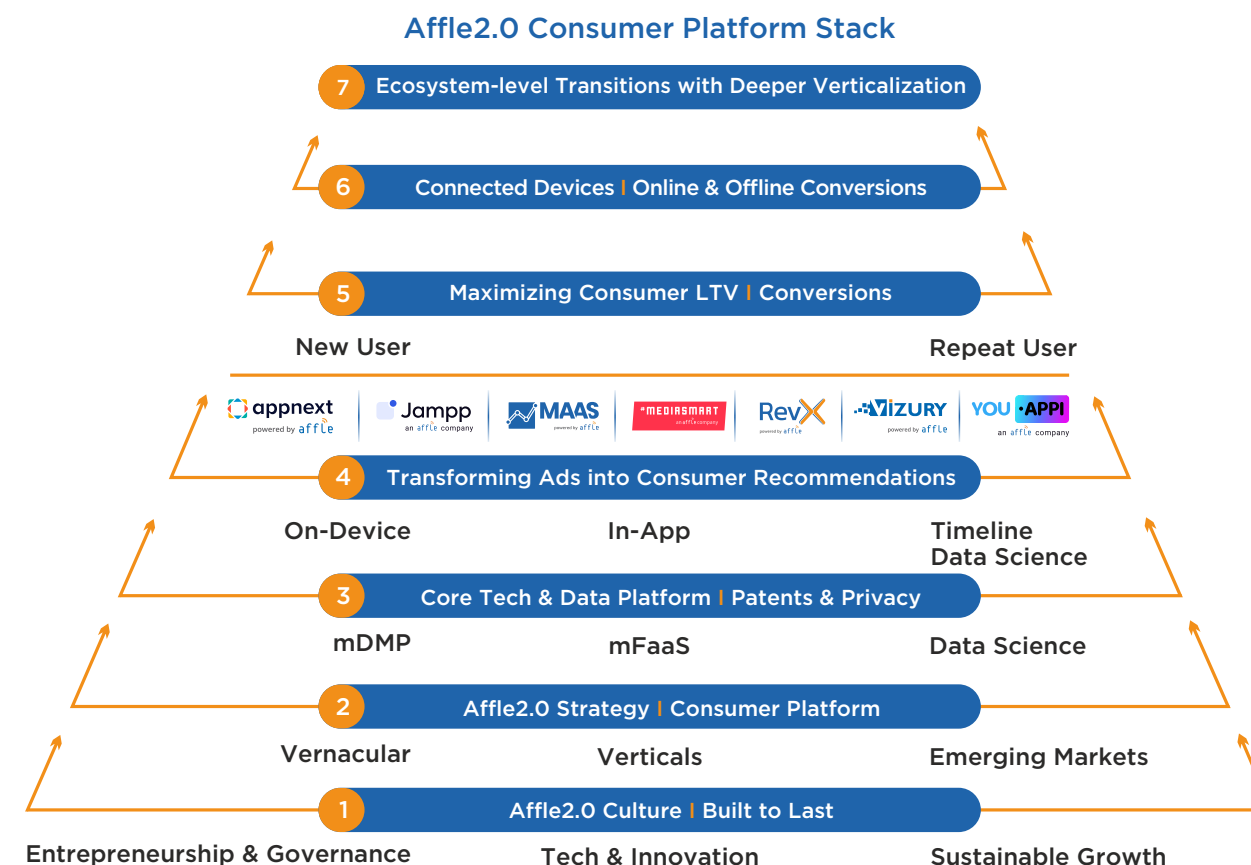 Affle2.0 Consumer Platform Stack
7 Ecosystem-level Transitions with Deeper Verticalization
6 Connected Devices | Online & Offline Conversions
5 Maximizing Consumer LTV | Conversions
New User Repeat User
appnext Jampp MAAS mediasmart RevX VIZURY YOU•APPI
powered by affle an affle company powered by affle an affle company powered by affle powered by affle an affle company
4 Transforming Ads into Consumer Recommendations
On-Device In-App Timeline
Data Science
3 Core Tech & Data Platform | Patents & Privacy
mDMP mFaaS Data Science
2 Affle2.0 Strategy | Consumer Platform
Vernacular Verticals Emerging Markets
1 Affle2.0 Culture | Built to Last
Entrepreneurship & Governance Tech & Innovation Sustainable Growth